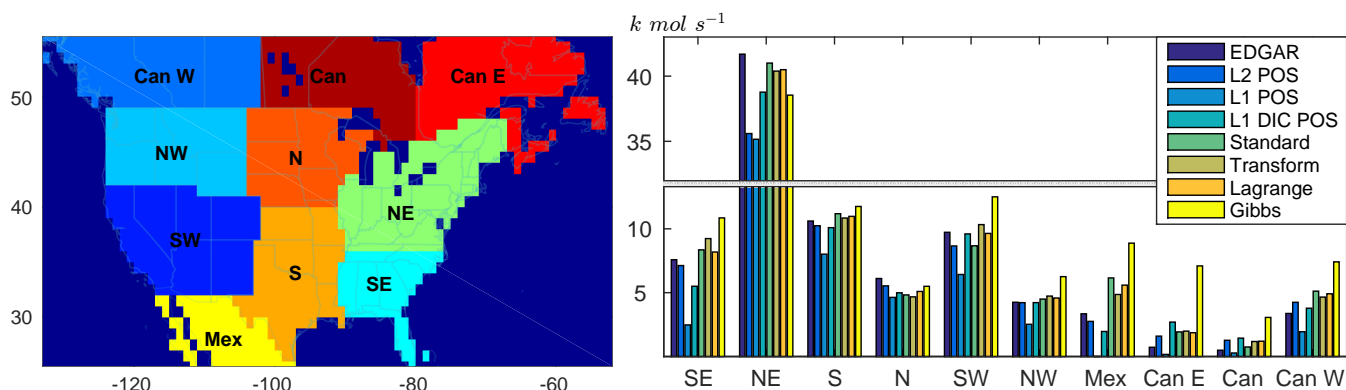 Can W
Can
Can E
NW
N
NE
SW
S
SE
Mex
50
40
30
-120
-100
-80
-60
k mol s⁻¹
40
35
10
5
EDGAR
L2 POS
L1 POS
L1 DIC POS
Standard
Transform
Lagrange
Gibbs
SE NE S N SW NW Mex Can E Can Can W